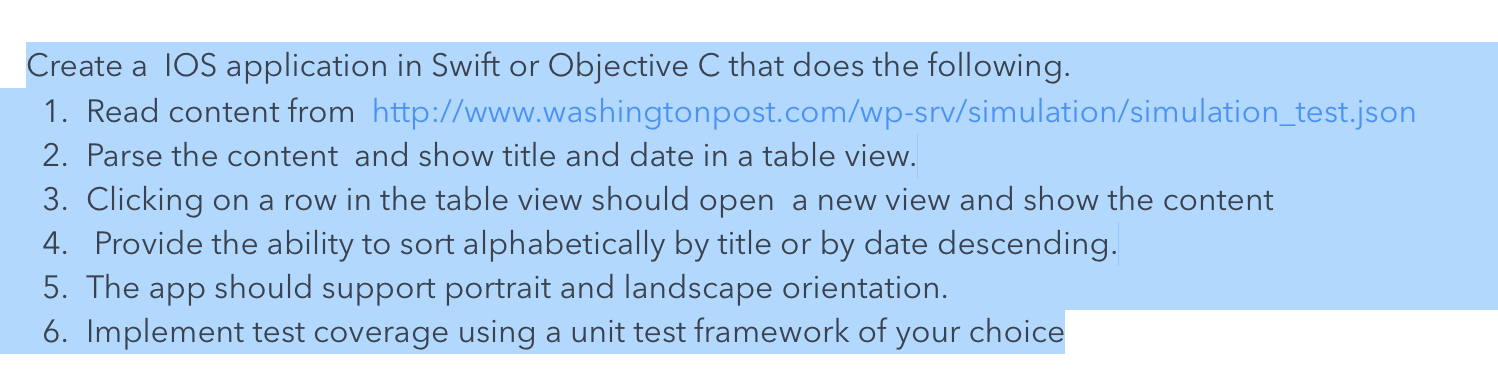 Create a  IOS application in Swift or Objective C that does the following.
1. Read content from  http://www.washingtonpost.com/wp-srv/simulation/simulation_test.json
2. Parse the content  and show title and date in a table view.
3. Clicking on a row in the table view should open  a new view and show the content
4.  Provide the ability to sort alphabetically by title or by date descending.
5. The app should support portrait and landscape orientation.
6. Implement test coverage using a unit test framework of your choice